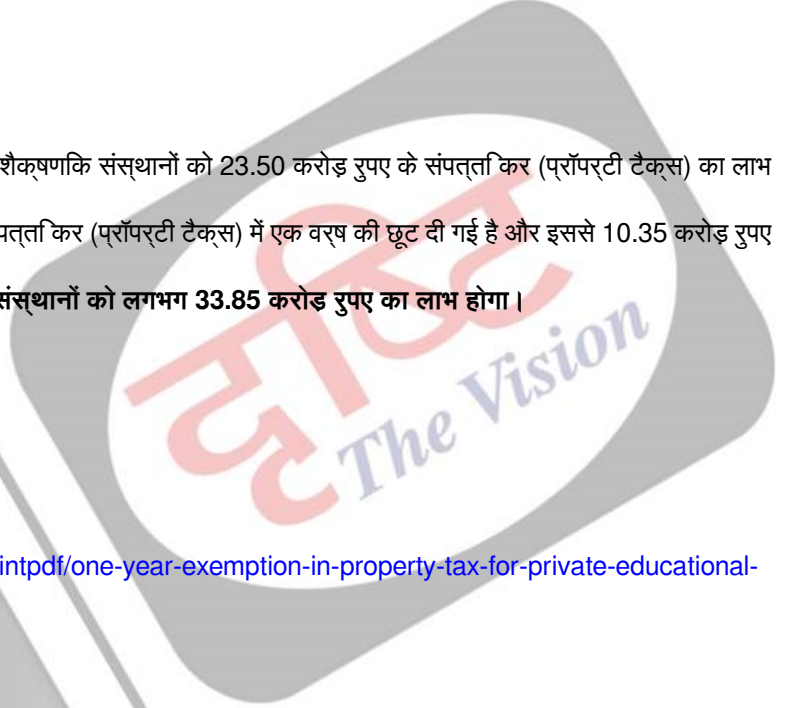 शैक्षणिक संस्थानों को 23.50 करोड़ रुपए के संपत्ति कर (प्रॉपर्टी टैक्स) का लाभ
पत्ति कर (प्रॉपर्टी टैक्स) में एक वर्ष की छूट दी गई है और इससे 10.35 करोड़ रुपए
संस्थानों को लगभग 33.85 करोड़ रुपए का लाभ होगा।
दृष्टि
The Vision
intpdf/one-year-exemption-in-property-tax-for-private-educational-